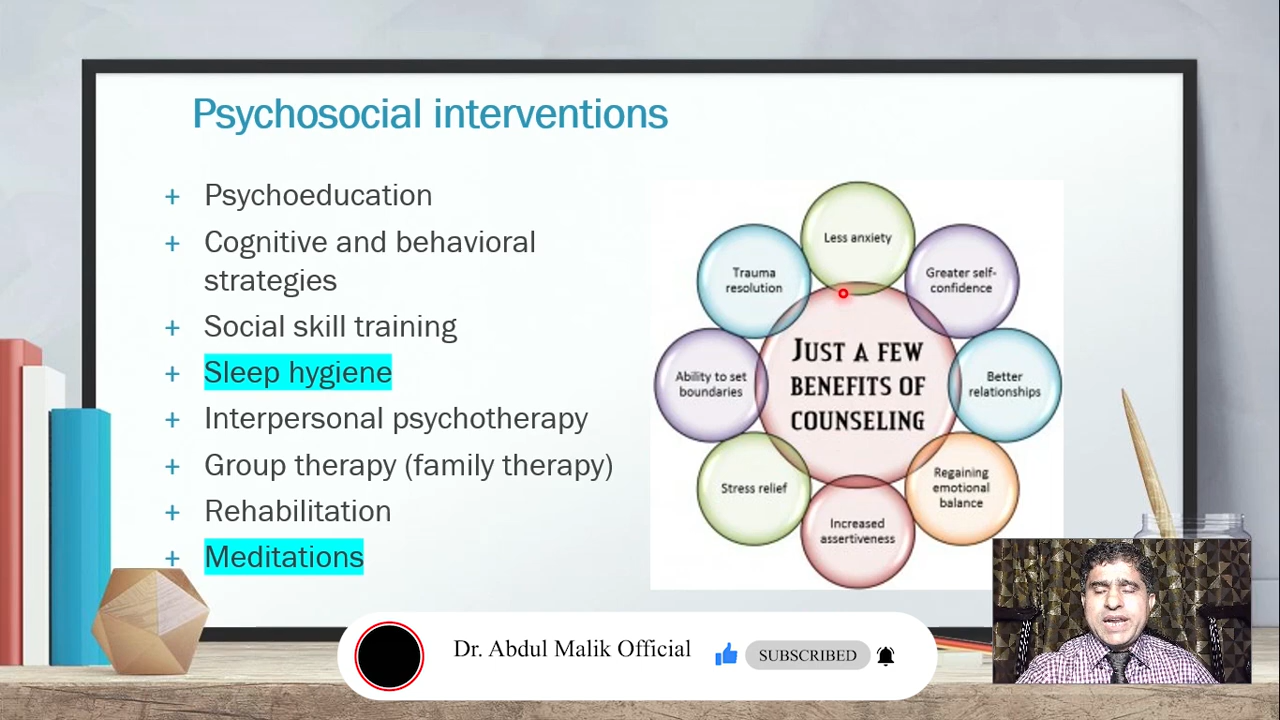 Psychosocial interventions
+ Psychoeducation
+ Cognitive and behavioral
strategies
+ Social skill training
+ Sleep hygiene
+ Interpersonal psychotherapy
+ Group therapy (family therapy)
+ Rehabilitation
+ Meditations
Less anxiety
Greater self-
confidence
Better
relationships
Regaining
emotional
balance
Increased
assertiveness
Stress relief
Ability to set
boundaries
Trauma
resolution
JUST A FEW
BENEFITS OF
COUNSELING
Dr. Abdul Malik Official
SUBSCRIBED